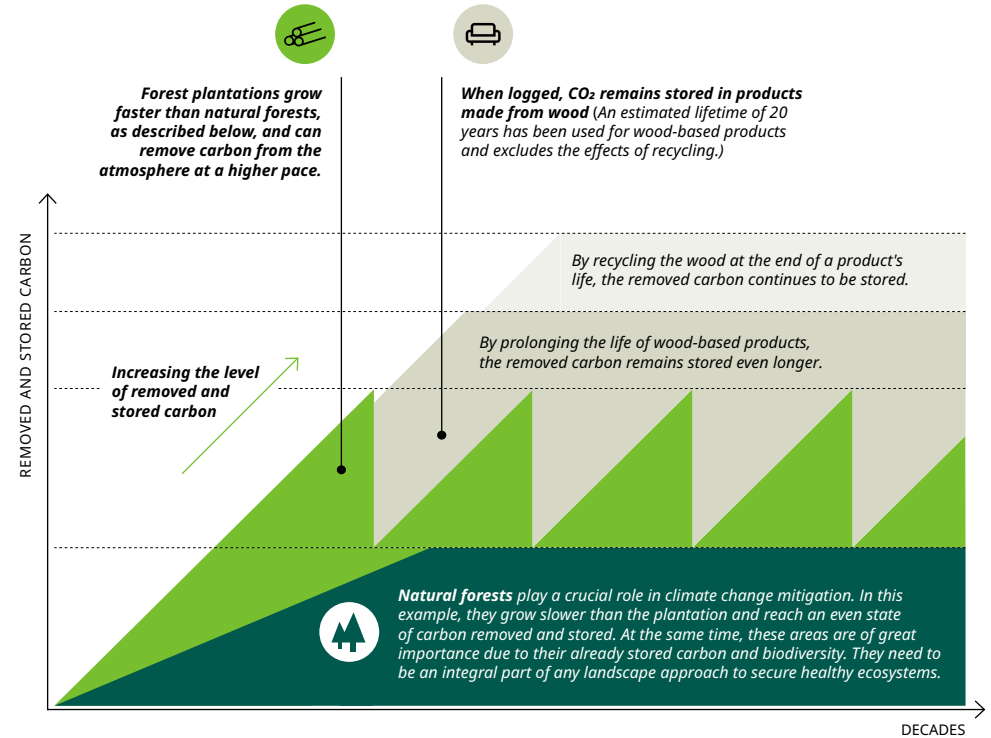 Forest plantations grow
faster than natural forests,
as described below, and can
remove carbon from the
atmosphere at a higher pace.
When logged, CO₂ remains stored in products
made from wood (An estimated lifetime of 20
years has been used for wood-based products
and excludes the effects of recycling.)
REMOVED AND STORED CARBON
By recycling the wood at the end of a product's
life, the removed carbon continues to be stored.
By prolonging the life of wood-based products,
the removed carbon remains stored even longer.
Increasing the level
of removed and
stored carbon
Natural forests play a crucial role in climate change mitigation. In this
example, they grow slower than the plantation and reach an even state
of carbon removed and stored. At the same time, these areas are of great
importance due to their already stored carbon and biodiversity. They need to
be an integral part of any landscape approach to secure healthy ecosystems.
DECADES